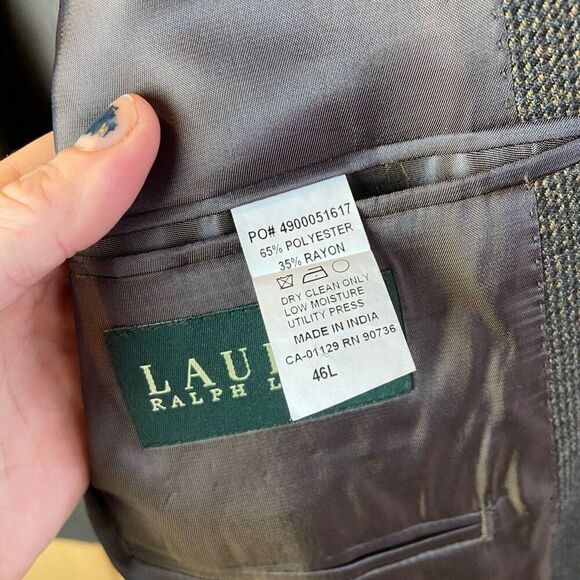 PO# 4900051617
65% POLYESTER
35% RAYON
DRY CLEAN ONLY
LOW MOISTURE
UTILITY PRESS
MADE IN INDIA
CA-01129 RN 90736
46L
LAU
RALPH L